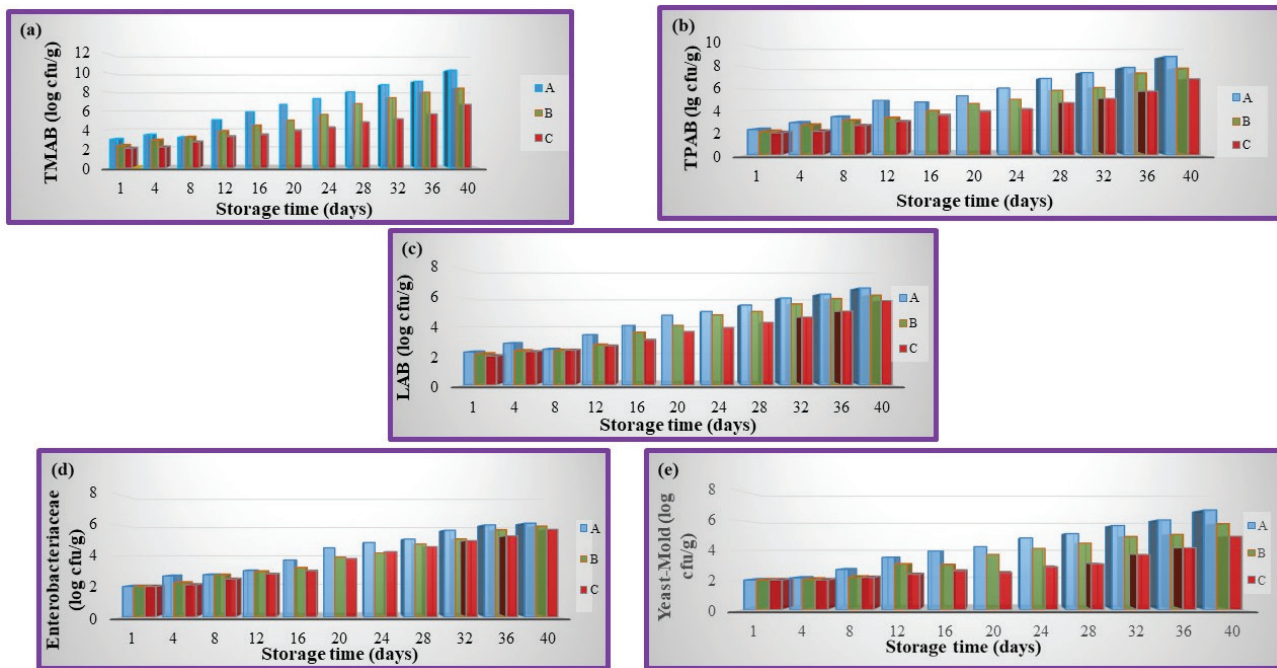 (a)
TMAB (log cfu/g)
12
10
8
6
4
2
0
1 4 8 12 16 20 24 28 32 36 40
Storage time (days)
A
B
C
(b)
TPAB (lg cfu/g)
10
8
6
4
2
0
1 4 8 12 16 20 24 28 32 36 40
Storage time (days)
A
B
C
(c)
LAB (log cfu/g)
8
6
4
2
0
1 4 8 12 16 20 24 28 32 36 40
Storage time (days)
A
B
C
(d)
Enterobacteriaceae
(log cfu/g)
8
6
4
2
0
1 4 8 12 16 20 24 28 32 36 40
Storage time (days)
A
B
C
(e)
Yeast-Mold (log
cfu/g)
8
6
4
2
0
1 4 8 12 16 20 24 28 32 36 40
Storage time (days)
A
B
C